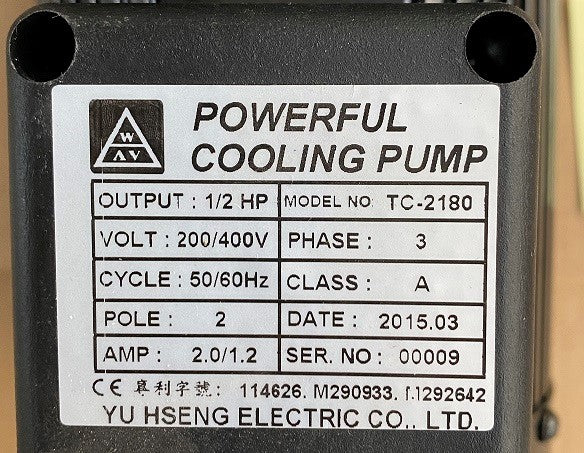 W
AV
POWERFUL
COOLING PUMP
OUTPUT : 1/2 HP MODEL NO TC-2180
VOLT : 200/400V PHASE : 3
CYCLE : 50/60Hz CLASS : A
POLE : 2 DATE : 2015.03
AMP : 2.0/1.2 SER. NO : 00009
CE 專利字號: 114626. M290933. M292642
YU HSENG ELECTRIC CO., LTD.